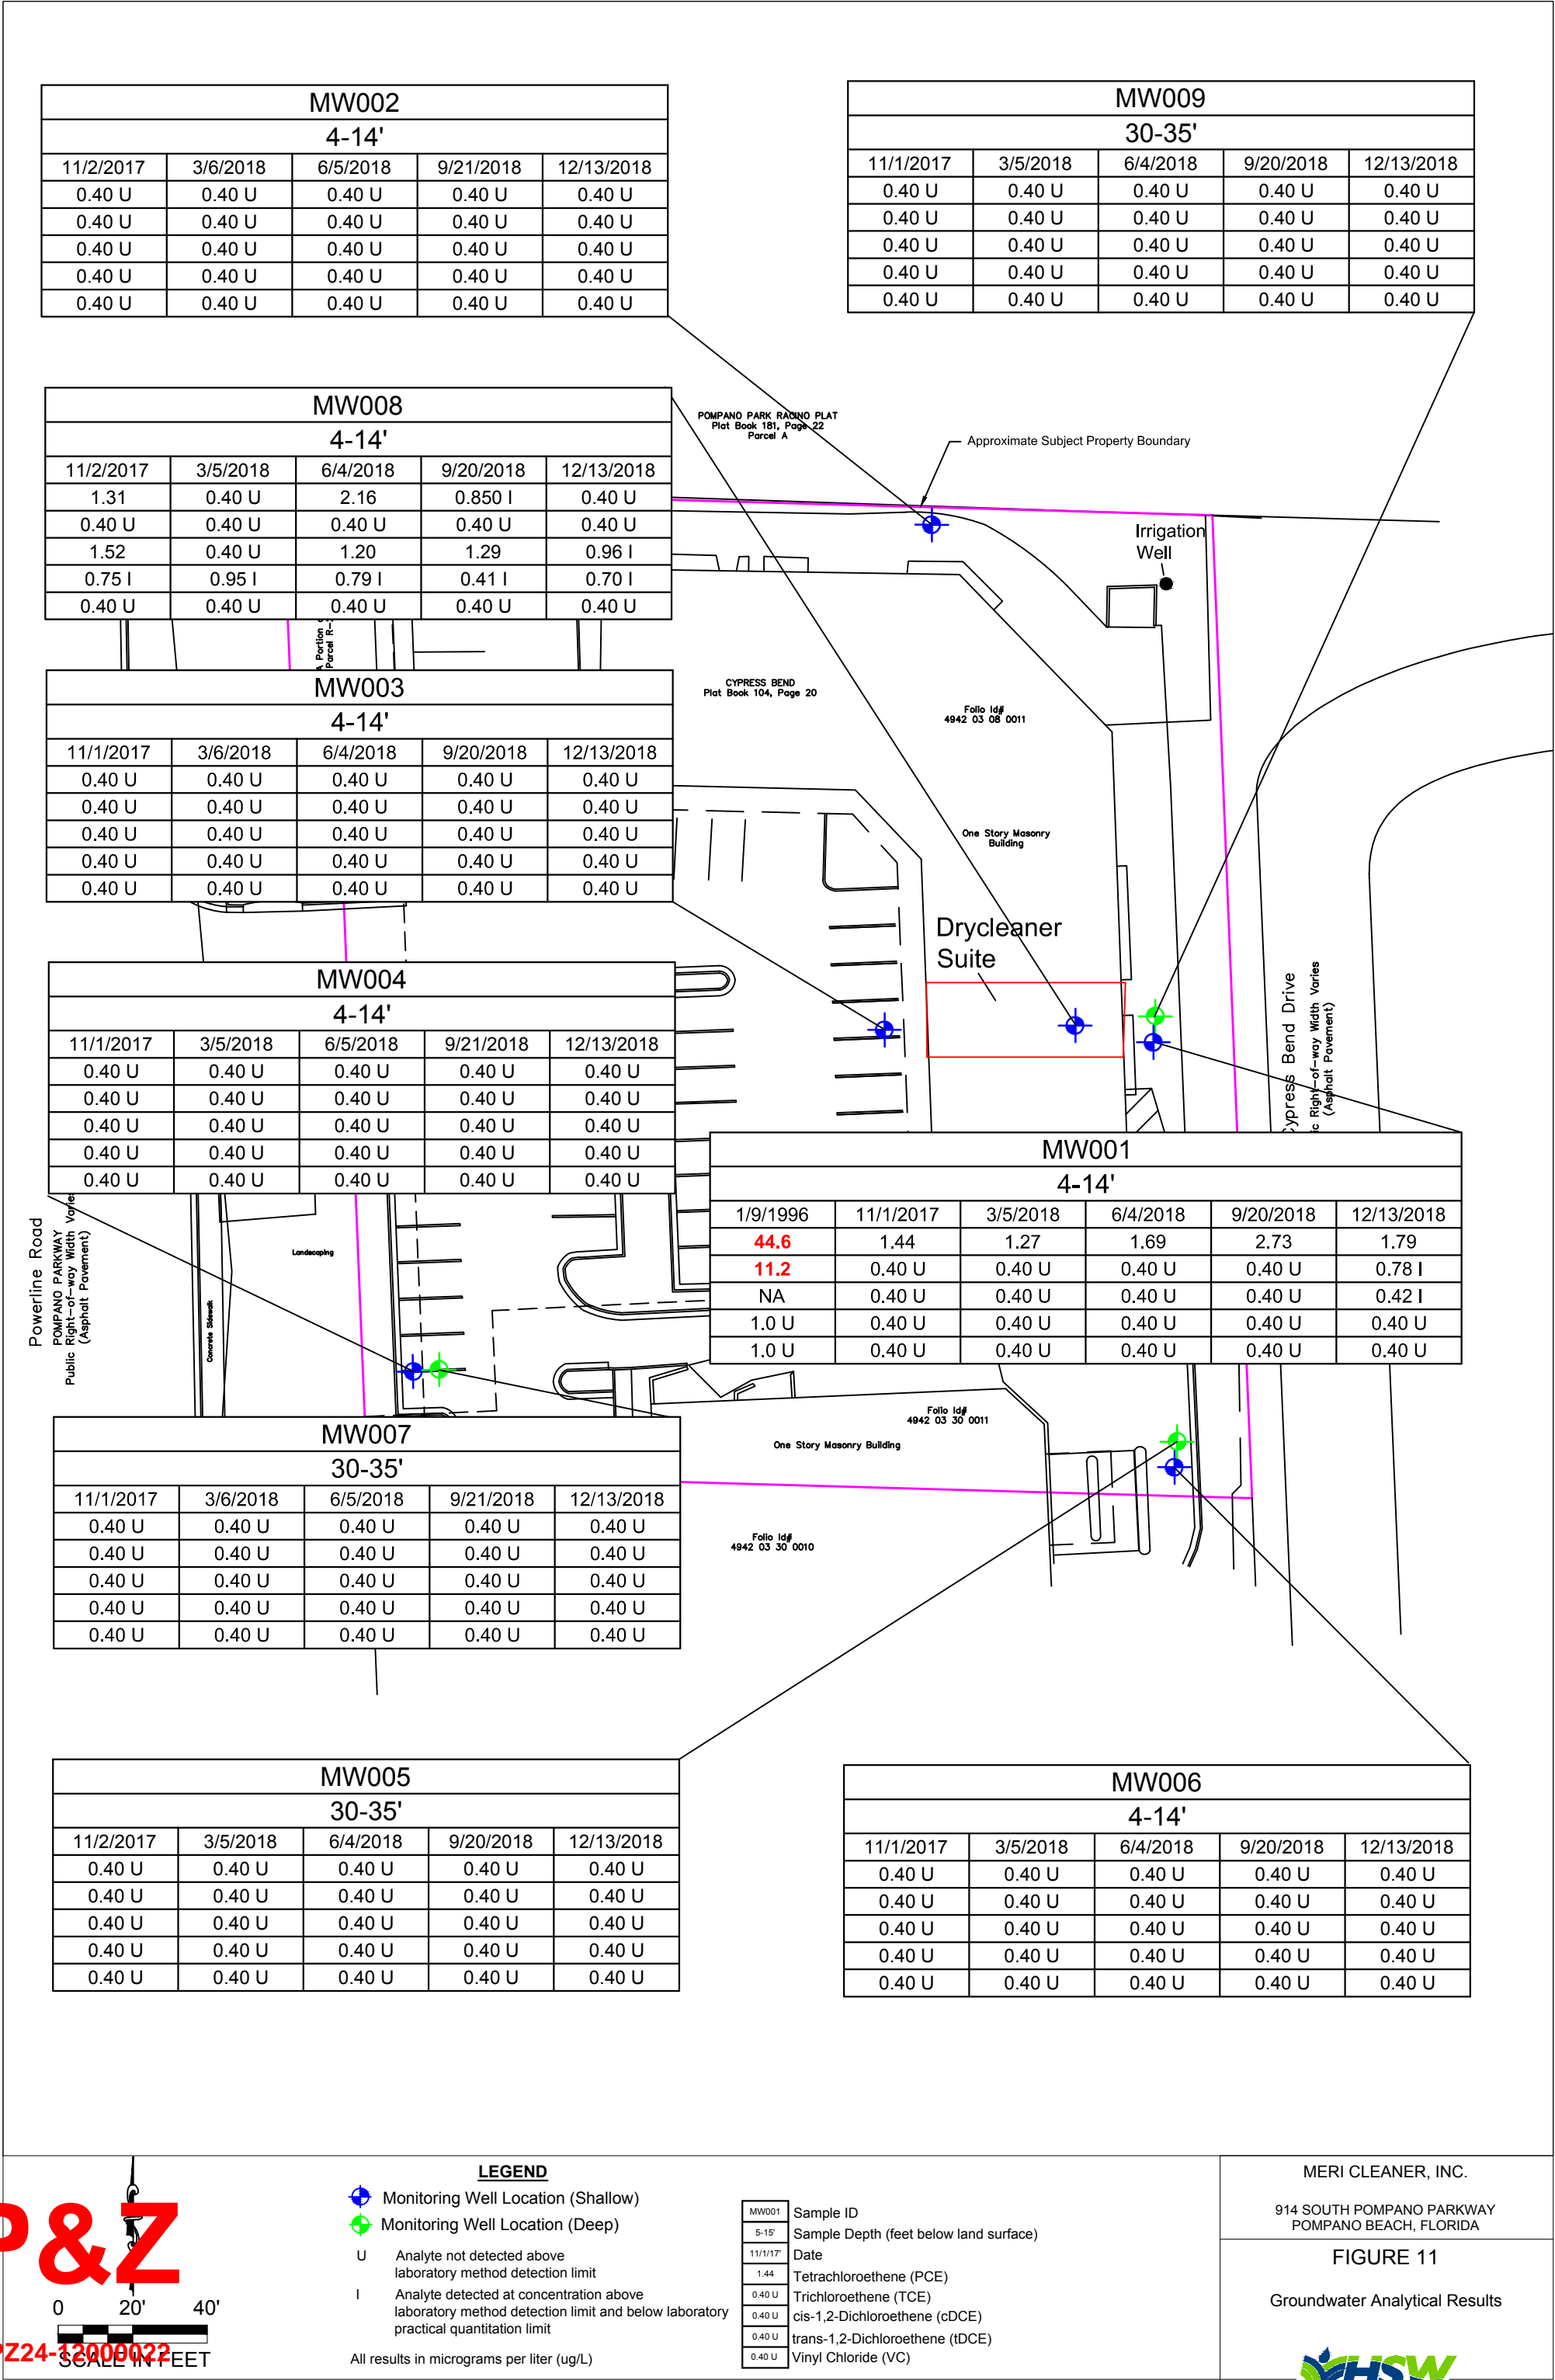 MW002
4-14'
11/2/2017 3/6/2018 6/5/2018 9/21/2018 12/13/2018
0.40 U 0.40 U 0.40 U 0.40 U 0.40 U
0.40 U 0.40 U 0.40 U 0.40 U 0.40 U
0.40 U 0.40 U 0.40 U 0.40 U 0.40 U
0.40 U 0.40 U 0.40 U 0.40 U 0.40 U
0.40 U 0.40 U 0.40 U 0.40 U 0.40 U
MW009
30-35'
11/1/2017 3/5/2018 6/4/2018 9/20/2018 12/13/2018
0.40 U 0.40 U 0.40 U 0.40 U 0.40 U
0.40 U 0.40 U 0.40 U 0.40 U 0.40 U
0.40 U 0.40 U 0.40 U 0.40 U 0.40 U
0.40 U 0.40 U 0.40 U 0.40 U 0.40 U
0.40 U 0.40 U 0.40 U 0.40 U 0.40 U
MW008
4-14'
11/2/2017 3/5/2018 6/4/2018 9/20/2018 12/13/2018
1.31 0.40 U 2.16 0.850 I 0.40 U
0.40 U 0.40 U 0.40 U 0.40 U 0.40 U
1.52 0.40 U 1.20 1.29 0.96 I
0.75 I 0.95 I 0.79 I 0.41 I 0.70 I
0.40 U 0.40 U 0.40 U 0.40 U 0.40 U
POMPANO PARK RACINO PLAT
Plat Book 181, Page 22
Parcel A
Approximate Subject Property Boundary
Irrigation
Well
A Portion
Parcel R-
MW003
4-14'
11/1/2017 3/6/2018 6/4/2018 9/20/2018 12/13/2018
0.40 U 0.40 U 0.40 U 0.40 U 0.40 U
0.40 U 0.40 U 0.40 U 0.40 U 0.40 U
0.40 U 0.40 U 0.40 U 0.40 U 0.40 U
0.40 U 0.40 U 0.40 U 0.40 U 0.40 U
0.40 U 0.40 U 0.40 U 0.40 U 0.40 U
CYPRESS BEND
Plat Book 104, Page 20
Folio Id#
4942 03 08 0011
One Story Masonry
Building
Drycleaner
Suite
MW004
4-14'
11/1/2017 3/5/2018 6/5/2018 9/21/2018 12/13/2018
0.40 U 0.40 U 0.40 U 0.40 U 0.40 U
0.40 U 0.40 U 0.40 U 0.40 U 0.40 U
0.40 U 0.40 U 0.40 U 0.40 U 0.40 U
0.40 U 0.40 U 0.40 U 0.40 U 0.40 U
0.40 U 0.40 U 0.40 U 0.40 U 0.40 U
ypress Bend Drive
ic Right-of-way Width Varies
(Asphalt Pavement)
MW001
4-14'
1/9/1996 11/1/2017 3/5/2018 6/4/2018 9/20/2018 12/13/2018
44.6 1.44 1.27 1.69 2.73 1.79
11.2 0.40 U 0.40 U 0.40 U 0.40 U 0.78 I
NA 0.40 U 0.40 U 0.40 U 0.40 U 0.42 I
1.0 U 0.40 U 0.40 U 0.40 U 0.40 U 0.40 U
1.0 U 0.40 U 0.40 U 0.40 U 0.40 U 0.40 U
Powerline Road
POMPANO PARKWAY
Public Right-of-way Width Varies
(Asphalt Pavement)
Concrete Sidewalk
Landscaping
MW007
30-35'
11/1/2017 3/6/2018 6/5/2018 9/21/2018 12/13/2018
0.40 U 0.40 U 0.40 U 0.40 U 0.40 U
0.40 U 0.40 U 0.40 U 0.40 U 0.40 U
0.40 U 0.40 U 0.40 U 0.40 U 0.40 U
0.40 U 0.40 U 0.40 U 0.40 U 0.40 U
0.40 U 0.40 U 0.40 U 0.40 U 0.40 U
Folio Id#
4942 03 30 0011
One Story Masonry Building
Folio Id#
4942 03 30 0010
MW005
30-35'
11/2/2017 3/5/2018 6/4/2018 9/20/2018 12/13/2018
0.40 U 0.40 U 0.40 U 0.40 U 0.40 U
0.40 U 0.40 U 0.40 U 0.40 U 0.40 U
0.40 U 0.40 U 0.40 U 0.40 U 0.40 U
0.40 U 0.40 U 0.40 U 0.40 U 0.40 U
0.40 U 0.40 U 0.40 U 0.40 U 0.40 U
MW006
4-14'
11/1/2017 3/5/2018 6/4/2018 9/20/2018 12/13/2018
0.40 U 0.40 U 0.40 U 0.40 U 0.40 U
0.40 U 0.40 U 0.40 U 0.40 U 0.40 U
0.40 U 0.40 U 0.40 U 0.40 U 0.40 U
0.40 U 0.40 U 0.40 U 0.40 U 0.40 U
0.40 U 0.40 U 0.40 U 0.40 U 0.40 U
P&Z
0 20' 40'
SCALE IN FEET
PZ24-12000022
LEGEND
Monitoring Well Location (Shallow)
Monitoring Well Location (Deep)
U Analyte not detected above
laboratory method detection limit
I Analyte detected at concentration above
laboratory method detection limit and below laboratory
practical quantitation limit
All results in micrograms per liter (ug/L)
MW001 Sample ID
5-15' Sample Depth (feet below land surface)
11/1/17' Date
1.44 Tetrachloroethene (PCE)
0.40 U Trichloroethene (TCE)
0.40 U cis-1,2-Dichloroethene (cDCE)
0.40 U trans-1,2-Dichloroethene (tDCE)
0.40 U Vinyl Chloride (VC)
MERI CLEANER, INC.
914 SOUTH POMPANO PARKWAY
POMPANO BEACH, FLORIDA
FIGURE 11
Groundwater Analytical Results
HSW